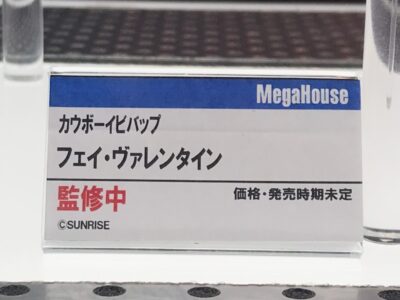 MegaHouse
カウボーイビバップ
フェイ・ヴァレンタイン
監修中 価格・発売時期未定
©SUNRISE